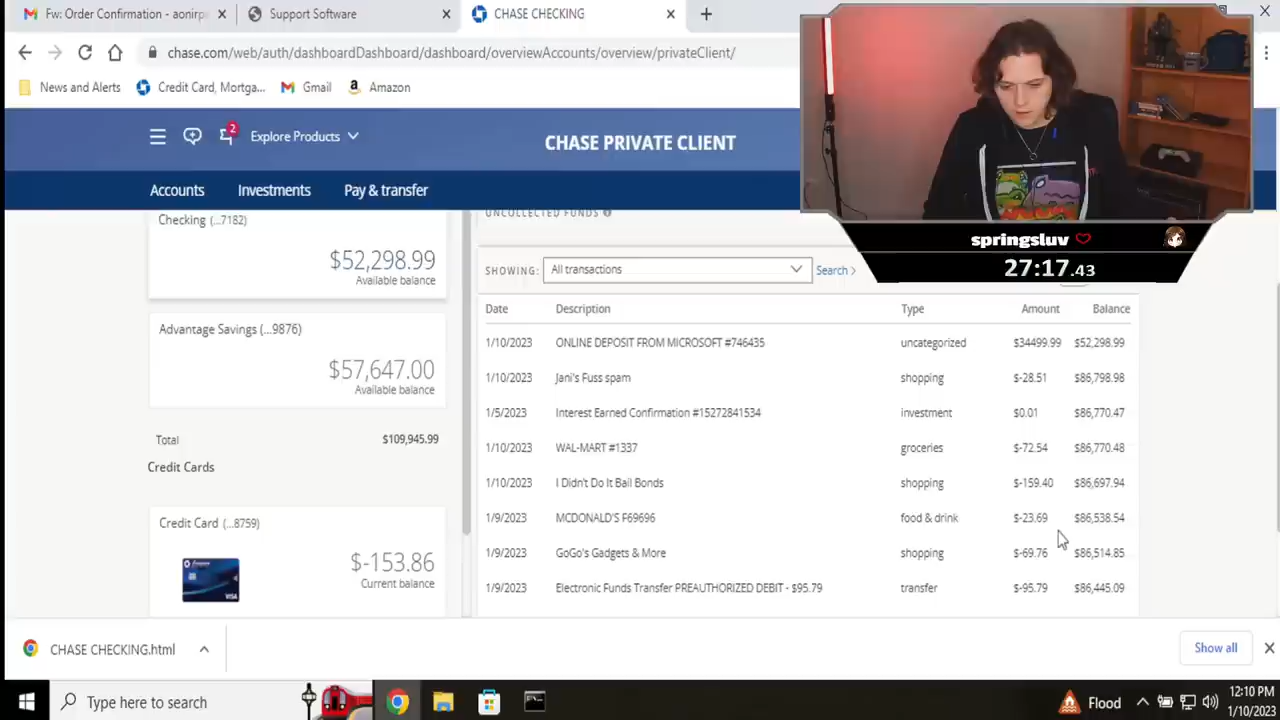 Fw: Order Confirmation - aonirp
Support Software
CHASE CHECKING
chase.com/web/auth/dashboardDashboard/dashboard/overviewAccounts/overview/privateClient/
News and Alerts
Credit Card, Mortga...
Gmail
Amazon
2
Explore Products
CHASE PRIVATE CLIENT
Accounts
Investments
Pay & transfer
springsluv
27:17.43
Checking (...7182)
$52,298.99
Available balance
Advantage Savings (...9876)
$57,647.00
Available balance
Total $109,945.99
Credit Cards
Credit Card (...8759)
$-153.86
Current balance
UNCOLLECTED FUNDS
SHOWING: All transactions Search >
Date Description Type Amount Balance
1/10/2023 ONLINE DEPOSIT FROM MICROSOFT #746435 uncategorized $34499.99 $52,298.99
1/10/2023 Jani's Fuss spam shopping $-28.51 $86,798.98
1/5/2023 Interest Earned Confirmation #15272841534 investment $0.01 $86,770.47
1/10/2023 WAL-MART #1337 groceries $-72.54 $86,770.48
1/10/2023 I Didn't Do It Bail Bonds shopping $-159.40 $86,697.94
1/9/2023 MCDONALD'S F69696 food & drink $-23.69 $86,538.54
1/9/2023 GoGo's Gadgets & More shopping $-69.76 $86,514.85
1/9/2023 Electronic Funds Transfer PREAUTHORIZED DEBIT - $95.79 transfer $-95.79 $86,445.09
CHASE CHECKING.html
Show all
Type here to search
Flood
12:10 PM
1/10/2023